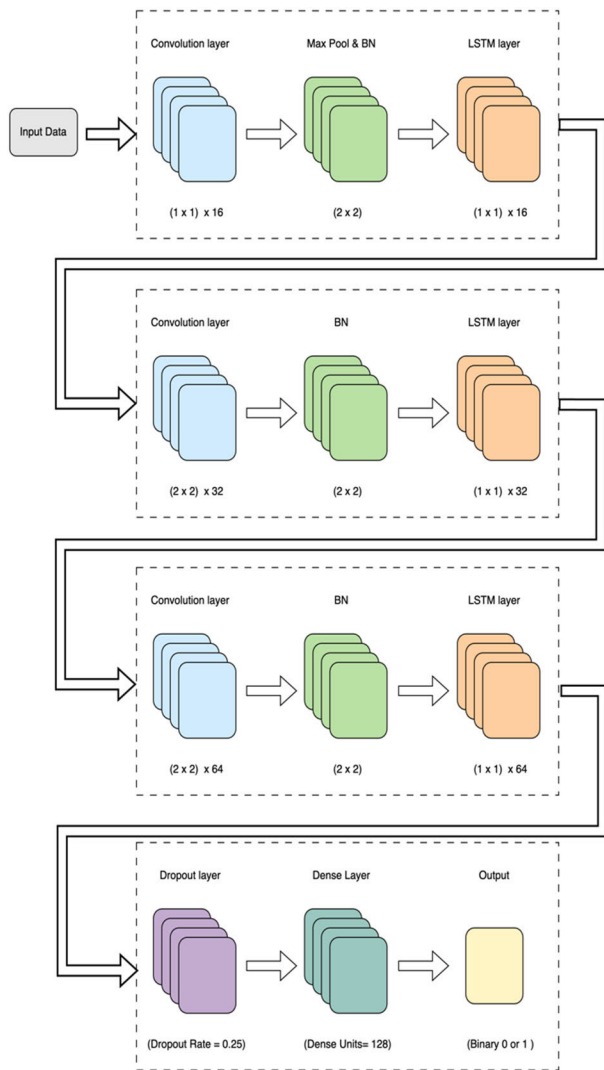 Convolution layer
Max Pool & BN
LSTM layer
Input Data
(1 x 1) x 16
(2 x 2)
(1 x 1) x 16
Convolution layer
BN
LSTM layer
(2 x 2) x 32
(2 x 2)
(1 x 1) x 32
Convolution layer
BN
LSTM layer
(2 x 2) x 64
(2 x 2)
(1 x 1) x 64
Dropout layer
Dense Layer
Output
(Dropout Rate = 0.25)
(Dense Units= 128)
(Binary 0 or 1 )